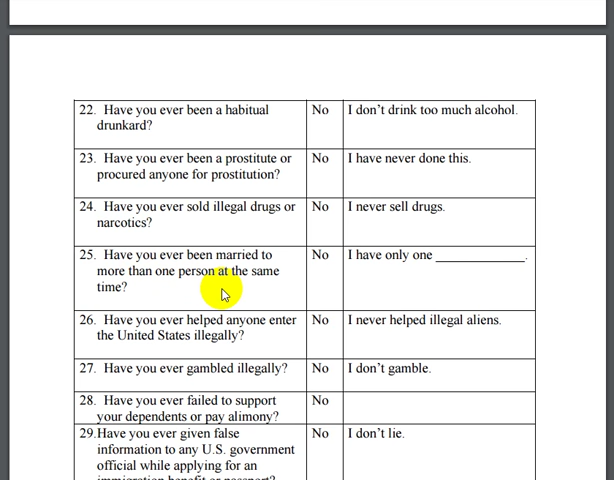 22. Have you ever been a habitual
drunkard?
No
I don't drink too much alcohol.
23. Have you ever been a prostitute or
procured anyone for prostitution?
No
I have never done this.
24. Have you ever sold illegal drugs or
narcotics?
No
I never sell drugs.
25. Have you ever been married to
more than one person at the same
time?
No
I have only one _____________.
26. Have you ever helped anyone enter
the United States illegally?
No
I never helped illegal aliens.
27. Have you ever gambled illegally?
No
I don't gamble.
28. Have you ever failed to support
your dependents or pay alimony?
No
29.Have you ever given false
information to any U.S. government
official while applying for an
immigration benefit or passport?
No
I don't lie.